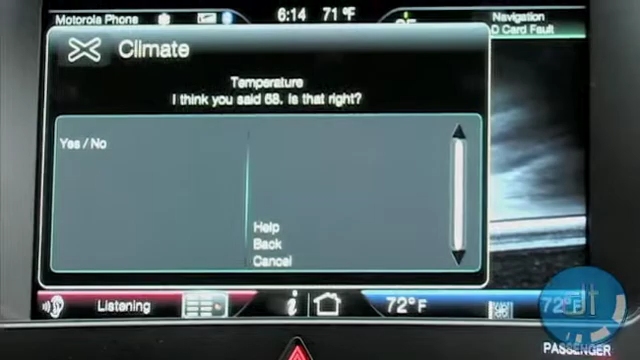 Motorola Phone
6:14 71°F
Navigation
D Card Fault
Climate
Temperature
I think you said 68. Is that right?
Yes / No
Help
Back
Cancel
Listening
i
72°F
72°F
PASSENGER